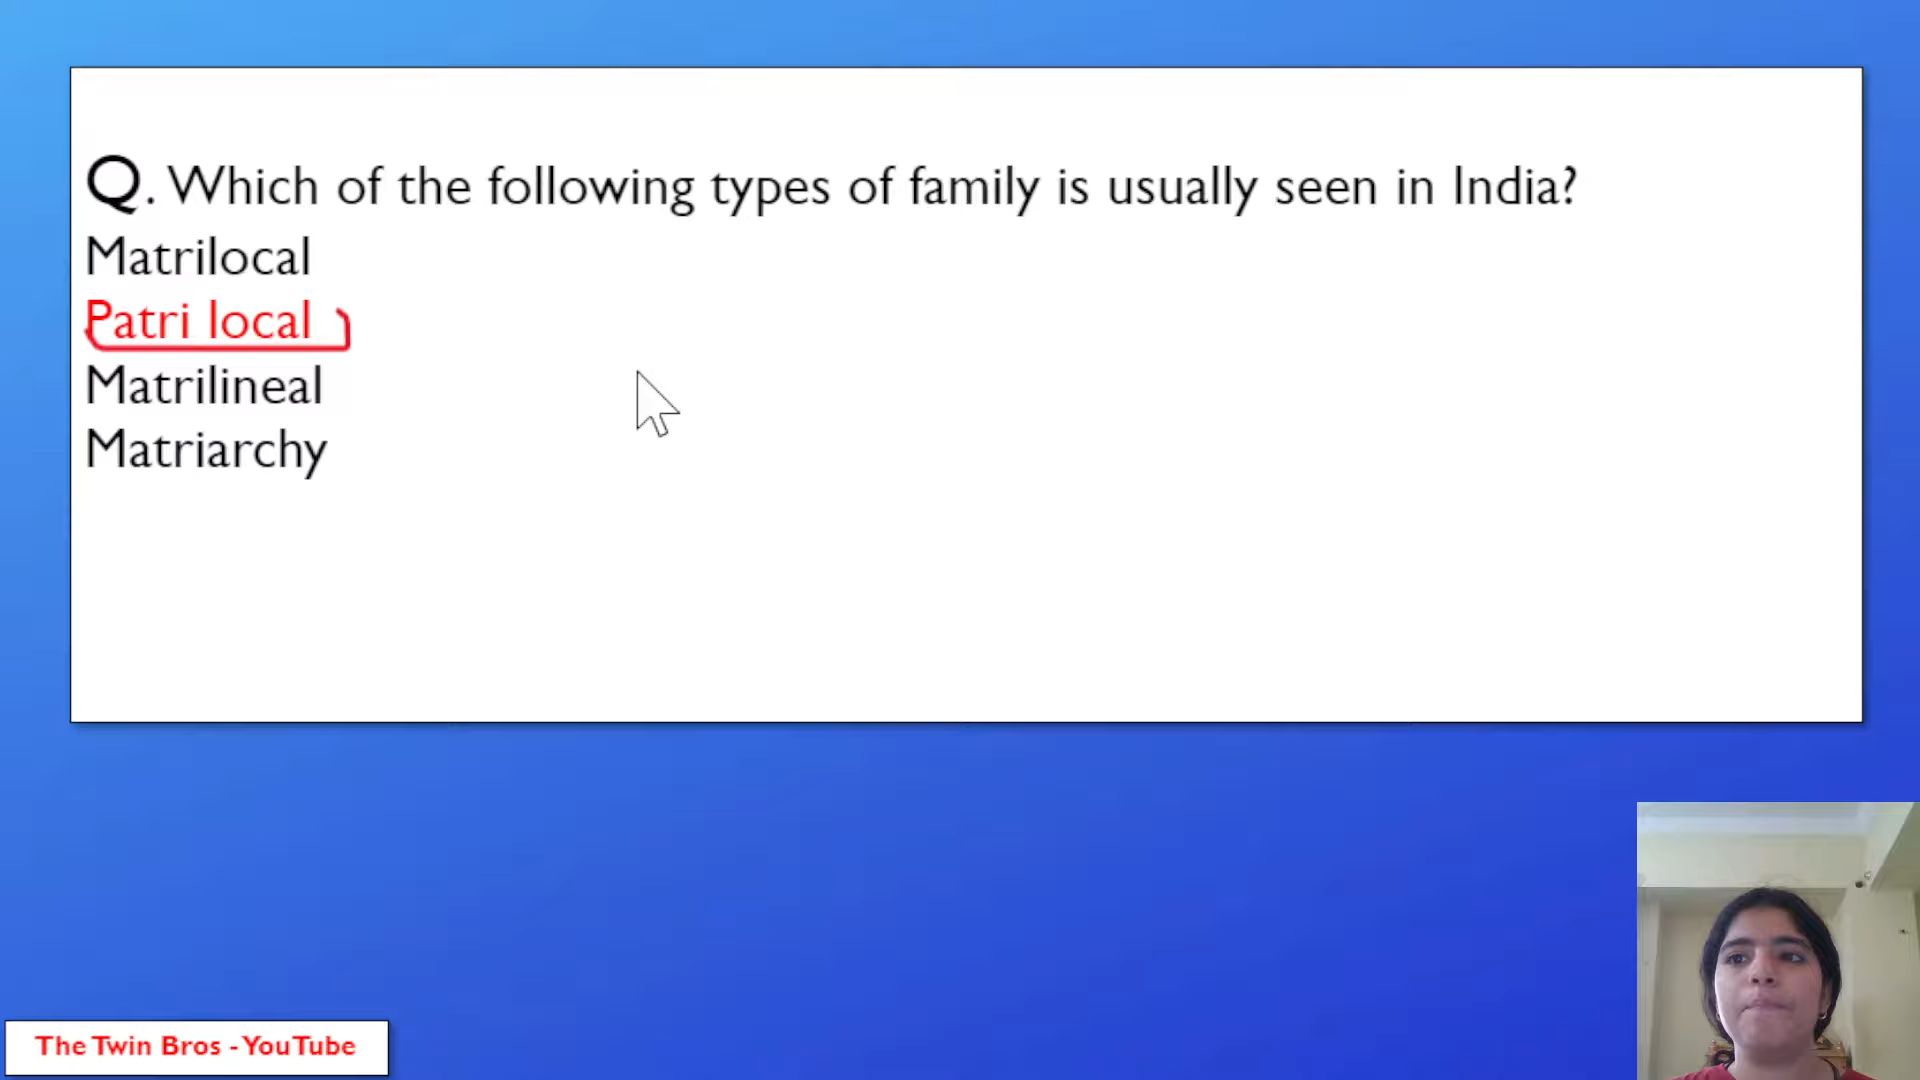 Q. Which of the following types of family is usually seen in India?
Matrilocal
Patri local
Matrilineal
Matriarchy
The Twin Bros - YouTube